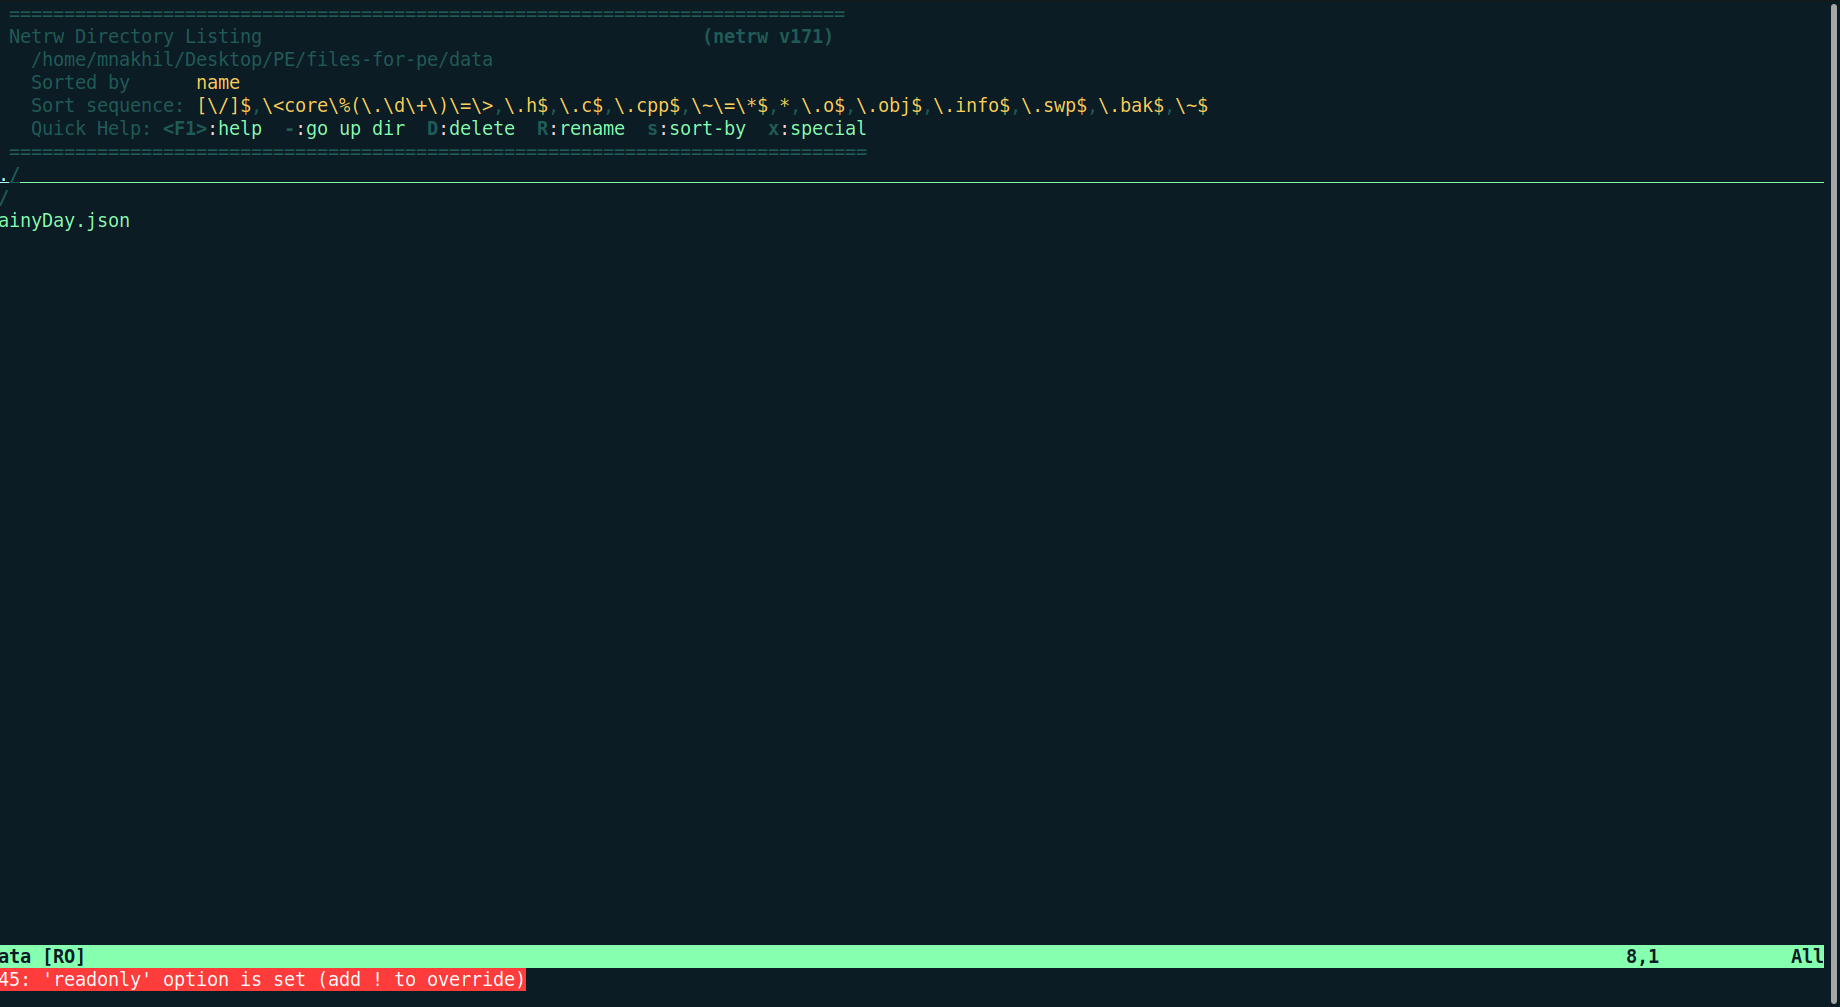 ============================================================================
Netrw Directory Listing                                        (netrw v171)
  /home/mnakhil/Desktop/PE/files-for-pe/data
  Sorted by      name
  Sort sequence: [\/]$,\<core\%(\.\d\+\)\=\>,\.h$,\.c$,\.cpp$,\~\=\*$,*,\.o$,\.obj$,\.info$,\.swp$,\.bak$,\~$
  Quick Help: <F1>:help  -:go up dir  D:delete  R:rename  s:sort-by  x:special
==============================================================================
./
/
ainyDay.json
ata [RO]                                                                                                                                            8,1            All
45: 'readonly' option is set (add ! to override)